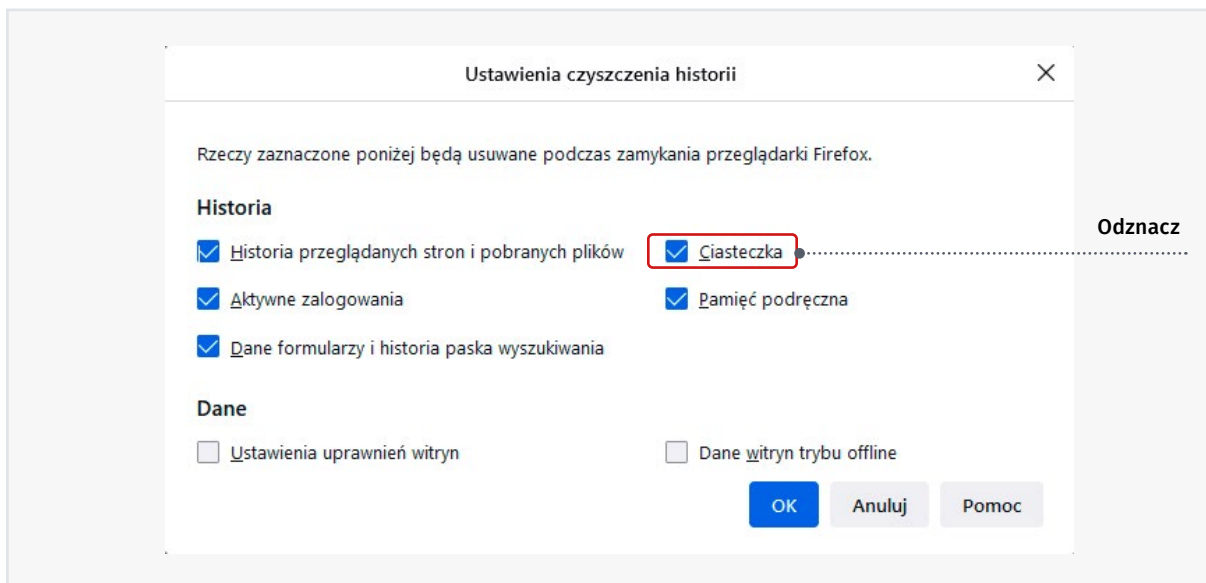 Ustawienia czyszczenia historii
Rzeczy zaznaczone poniżej będą usuwane podczas zamykania przeglądarki Firefox.
Historia
Historia przeglądanych stron i pobranych plików
Ciasteczka
Odznacz
Aktywne zalogowania
Pamięć podręczna
Dane formularzy i historia paska wyszukiwania
Dane
Ustawienia uprawnień witryn
Dane witryn trybu offline
OK
Anuluj
Pomoc